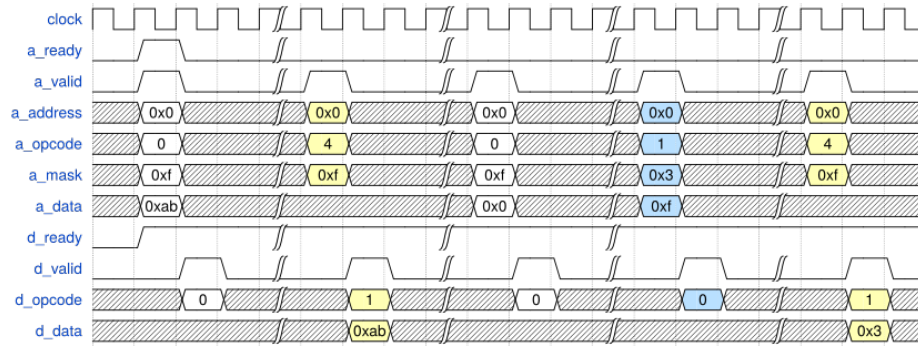 clock
a_ready
a_valid
a_address 0x0 0x0 0x0 0x0 0x0
a_opcode 0 4 0 1 4
a_mask 0xf 0xf 0xf 0x3 0xf
a_data 0xab 0x0 0xf
d_ready
d_valid
d_opcode 0 1 0 0 1
d_data 0xab 0x3